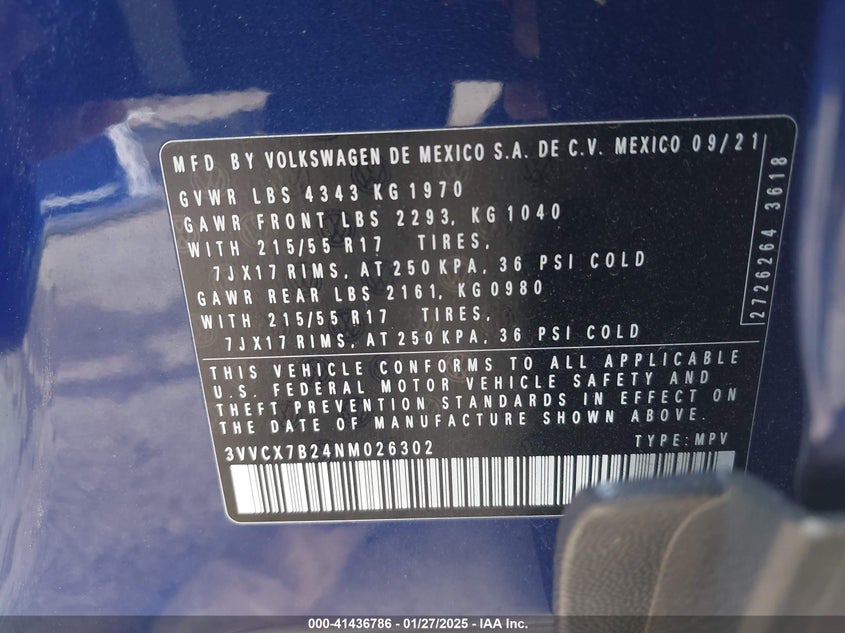 MFD BY VOLKSWAGEN DE MEXICO S.A. DE C.V. MEXICO 09/21
GVWR LBS 4343 KG 1970
GAWR FRONT LBS 2293, KG 1040
WITH 215/55 R17 TIRES,
7JX17 RIMS, AT 250 KPA, 36 PSI COLD
GAWR REAR LBS 2161, KG 0980
WITH 215/55 R17 TIRES,
7JX17 RIMS, AT 250 KPA, 36 PSI COLD
THIS VEHICLE CONFORMS TO ALL APPLICABLE
U.S. FEDERAL MOTOR VEHICLE SAFETY AND
THEFT PREVENTION STANDARDS IN EFFECT ON
THE DATE OF MANUFACTURE SHOWN ABOVE.
3VVCX7B24NM026302 TYPE: MPV
2726264 3618
000-41436786 - 01/27/2025 - IAA Inc.